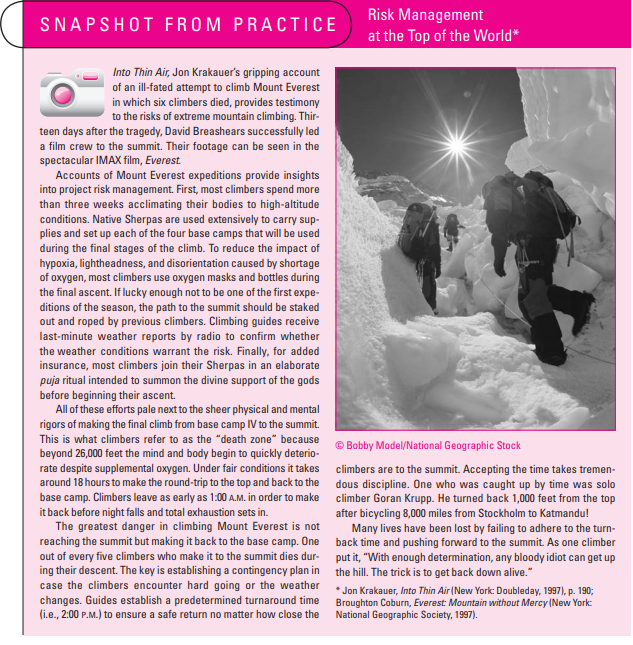 SNAPSHOT FROM PRACTICE
Risk Management
at the Top of the World*
Into Thin Air, Jon Krakauer's gripping account
of an ill-fated attempt to climb Mount Everest
in which six climbers died, provides testimony
to the risks of extreme mountain climbing. Thir-
teen days after the tragedy, David Breashears successfully led
a film crew to the summit. Their footage can be seen in the
spectacular IMAX film, Everest.
Accounts of Mount Everest expeditions provide insights
into project risk management. First, most climbers spend more
than three weeks acclimating their bodies to high-altitude
conditions. Native Sherpas are used extensively to carry sup-
plies and set up each of the four base camps that will be used
during the final stages of the climb. To reduce the impact of
hypoxia, lightheadness, and disorientation caused by shortage
of oxygen, most climbers use oxygen masks and bottles during
the final ascent. If lucky enough not to be one of the first expe-
ditions of the season, the path to the summit should be staked
out and roped by previous climbers. Climbing guides receive
last-minute weather reports by radio to confirm whether
the weather conditions warrant the risk. Finally, for added
insurance, most climbers join their Sherpas in an elaborate
puja ritual intended to summon the divine support of the gods
before beginning their ascent.
All of these efforts pale next to the sheer physical and mental
rigors of making the final climb from base camp IV to the summit.
This is what climbers refer to as the "death zone" because
beyond 26,000 feet the mind and body begin to quickly deterio-
rate despite supplemental oxygen. Under fair conditions it takes
around 18 hours to make the round-trip to the top and back to the
base camp. Climbers leave as early as 1:00 A.M. in order to make
it back before night falls and total exhaustion sets in.
The greatest danger in climbing Mount Everest is not
reaching the summit but making it back to the base camp. One
out of every five climbers who make it to the summit dies dur-
ing their descent. The key is establishing a contingency plan in
case the climbers encounter hard going or the weather
changes. Guides establish a predetermined turnaround time
(i.e., 2:00 P.M.) to ensure a safe return no matter how close the
© Bobby Model/National Geographic Stock
climbers are to the summit. Accepting the time takes tremen-
dous discipline. One who was caught up by time was solo
climber Goran Krupp. He turned back 1,000 feet from the top
after bicycling 8,000 miles from Stockholm to Katmandu!
Many lives have been lost by failing to adhere to the turn-
back time and pushing forward to the summit. As one climber
put it, "With enough determination, any bloody idiot can get up
the hill. The trick is to get back down alive."
* Jon Krakauer, Into Thin Air (New York: Doubleday, 1997), p. 190;
Broughton Coburn, Everest: Mountain without Mercy (New York:
National Geographic Society, 1997).